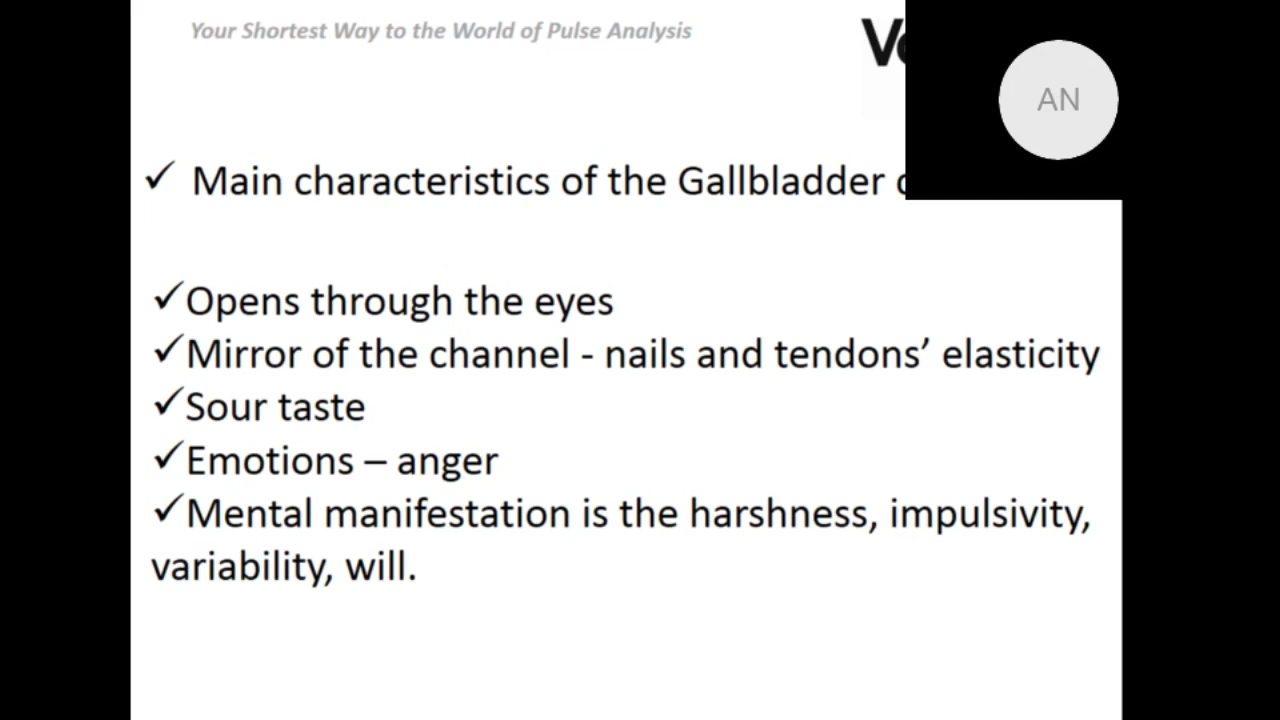 Your Shortest Way to the World of Pulse Analysis
AN
✓ Main characteristics of the Gallbladder
✓Opens through the eyes
✓Mirror of the channel - nails and tendons’ elasticity
✓Sour taste
✓Emotions – anger
✓Mental manifestation is the harshness, impulsivity,
variability, will.